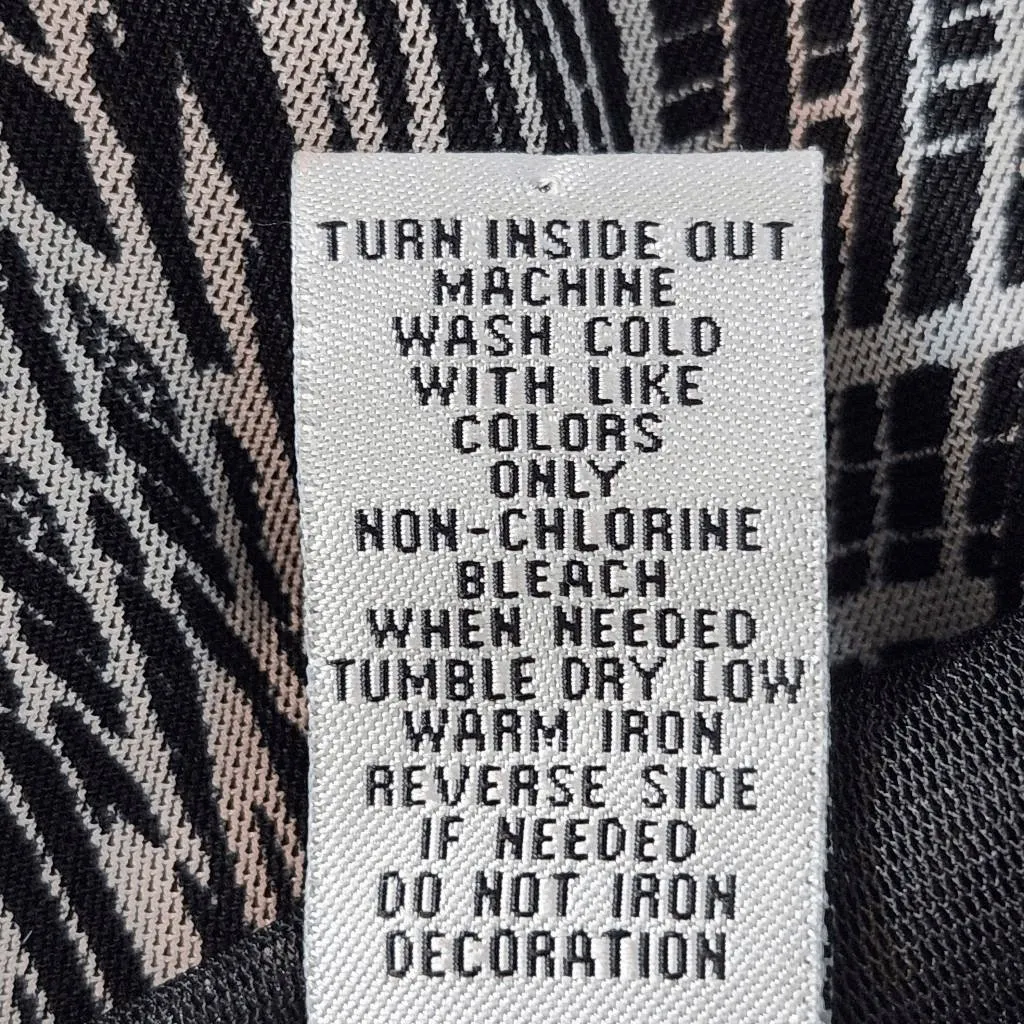 TURN INSIDE OUT
MACHINE
WASH COLD
WITH LIKE
COLORS
ONLY
NON-CHLORINE
BLEACH
WHEN NEEDED
TUMBLE DRY LOW
WARM IRON
REVERSE SIDE
IF NEEDED
DO NOT IRON
DECORATION